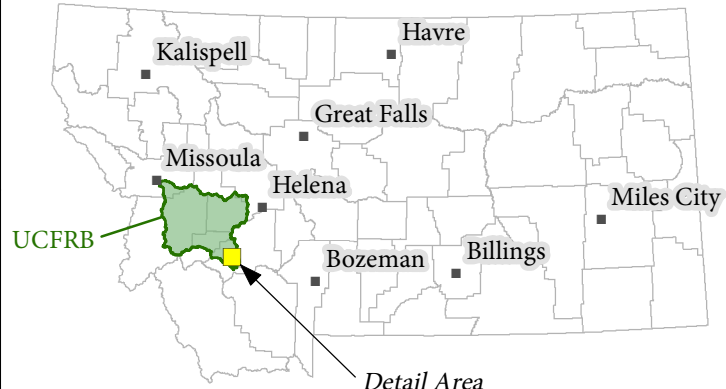 Havre
Kalispell
Great Falls
Missoula
Helena
Miles City
UCFRB
Bozeman
Billings
Detail Area